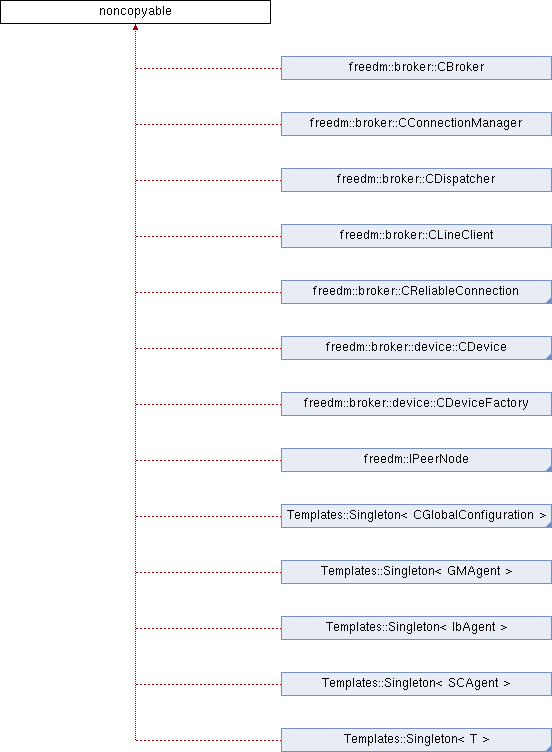 noncopyable
freedm::broker::CBroker
freedm::broker::CConnectionManager
freedm::broker::CDispatcher
freedm::broker::CLineClient
freedm::broker::CReliableConnection
freedm::broker::device::CDevice
freedm::broker::device::CDeviceFactory
freedm::IPeerNode
Templates::Singleton< CGlobalConfiguration >
Templates::Singleton< GMAgent >
Templates::Singleton< lbAgent >
Templates::Singleton< SCAgent >
Templates::Singleton< T >